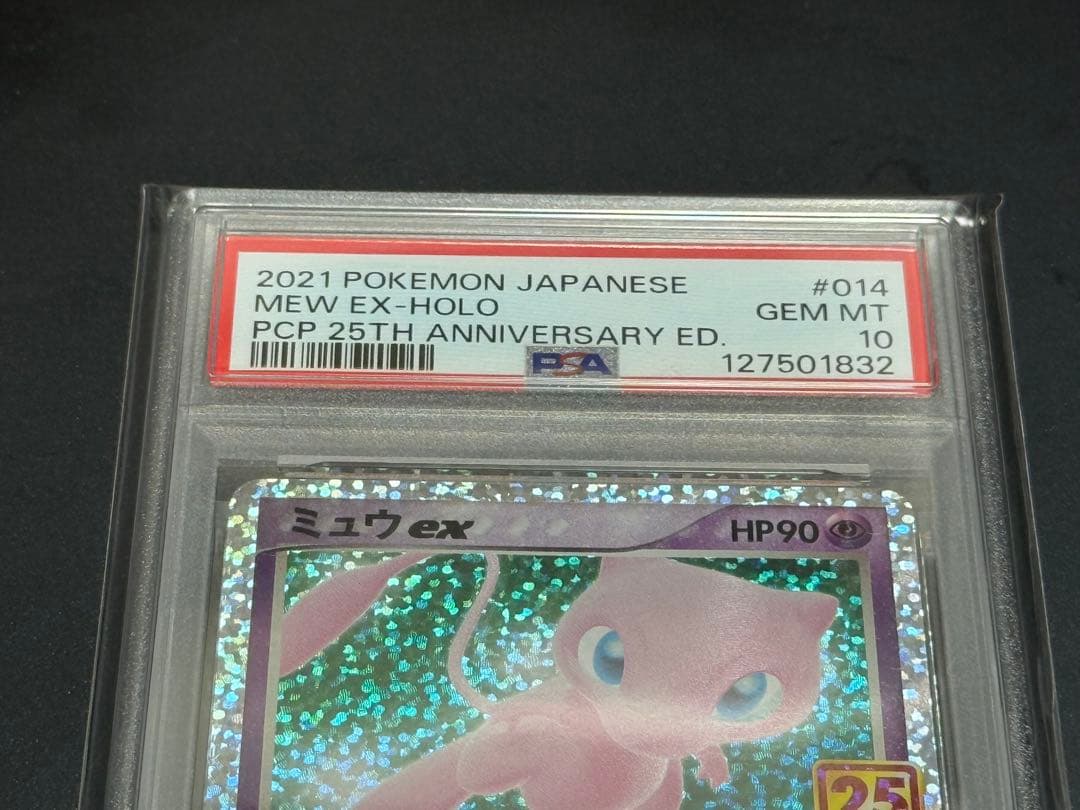 2021 POKEMON JAPANESE #014
MEW EX-HOLO GEM MT
PCP 25TH ANNIVERSARY ED. 10
PSA 127501832
ミュウex HP90
25